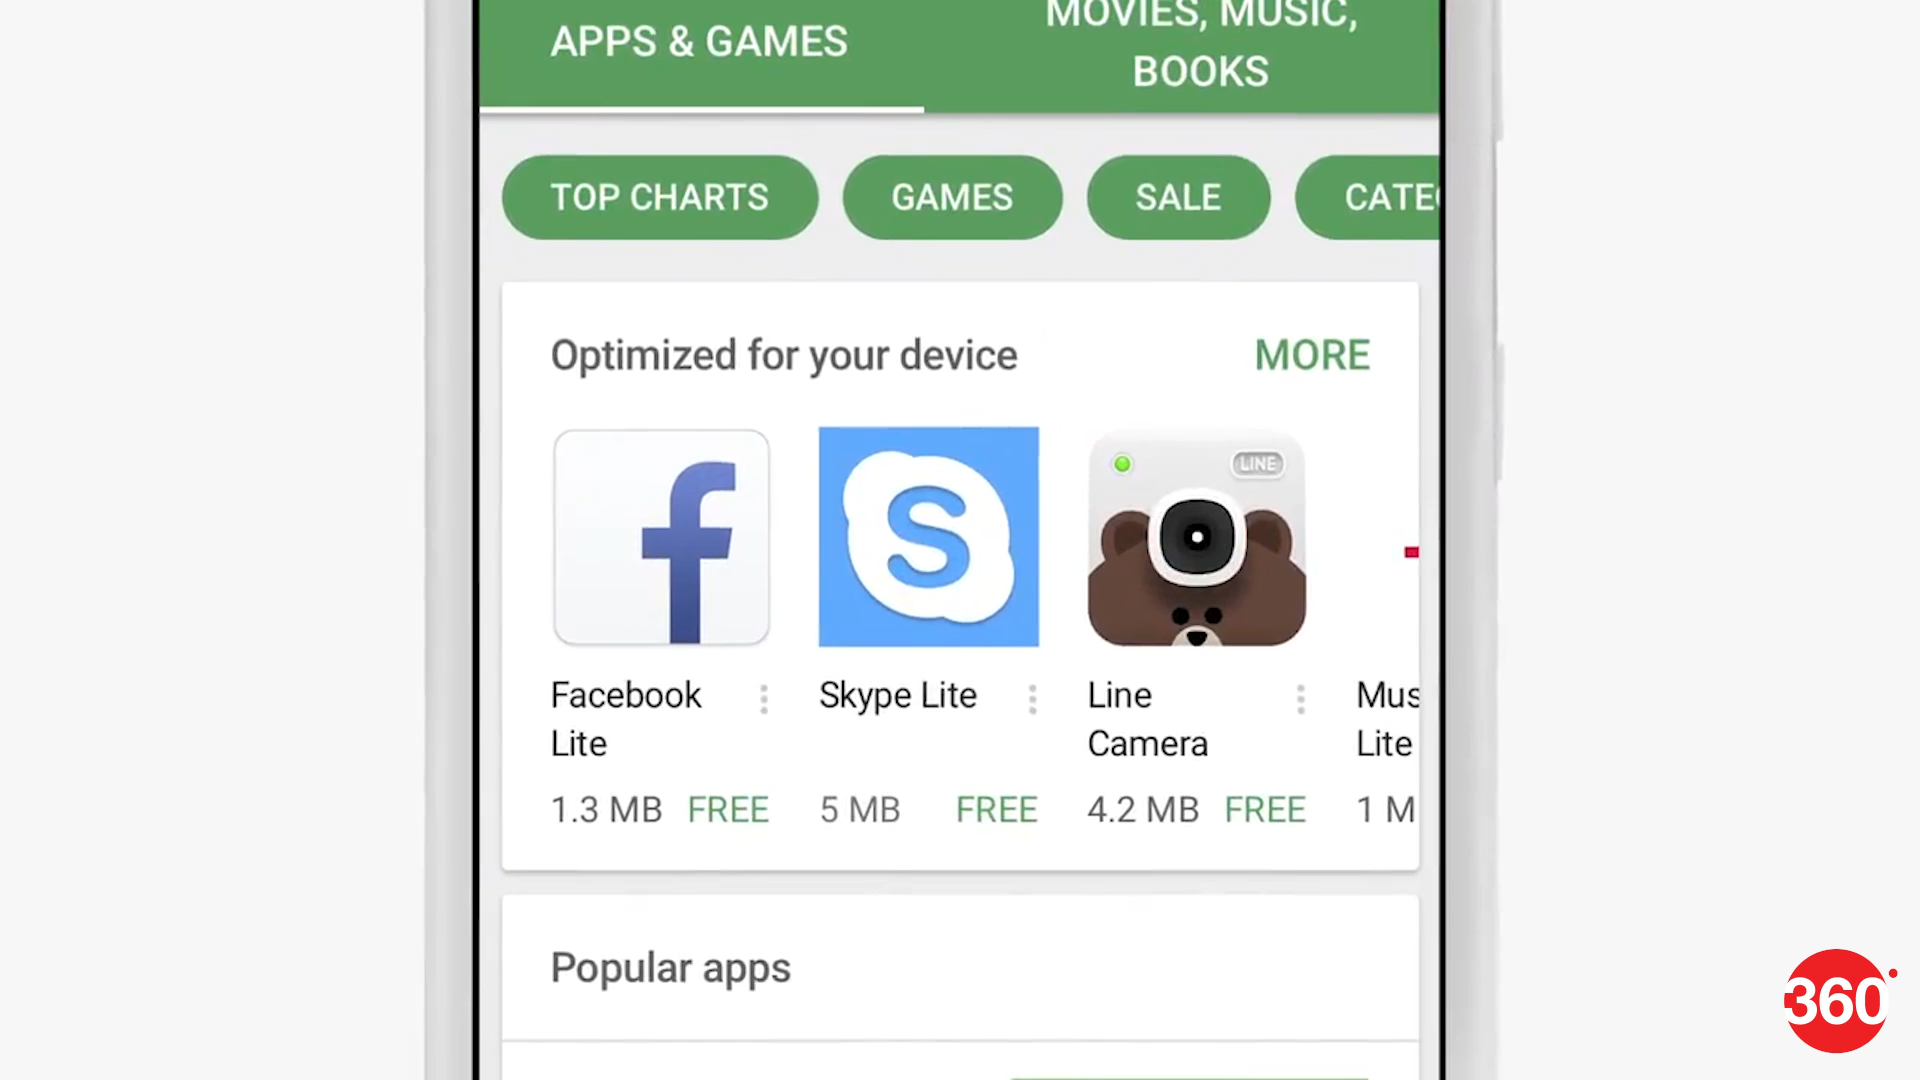 APPS & GAMES
MOVIES, MUSIC,
BOOKS
TOP CHARTS
GAMES
SALE
Optimized for your device
MORE
LINE
Facebook
Lite
Skype Lite
Line
Camera
Lite
1.3 MB FREE
5 MB FREE
4.2 MB FREE
1 M
Popular apps
360°